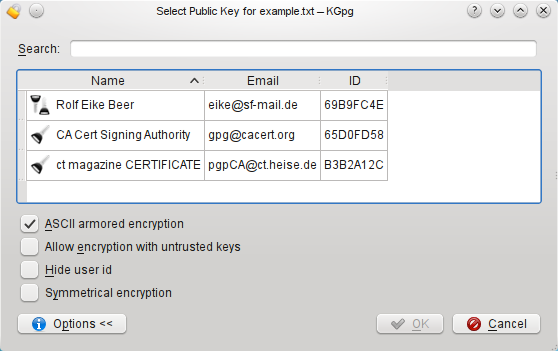 Select Public Key for example.txt – KGpg
Search:
Name Email ID
Rolf Eike Beer eike@sf-mail.de 69B9FC4E
CA Cert Signing Authority gpg@cacert.org 65D0FD58
ct magazine CERTIFICATE pgpCA@ct.heise.de B3B2A12C
ASCII armored encryption
Allow encryption with untrusted keys
Hide user id
Symmetrical encryption
Options << OK Cancel